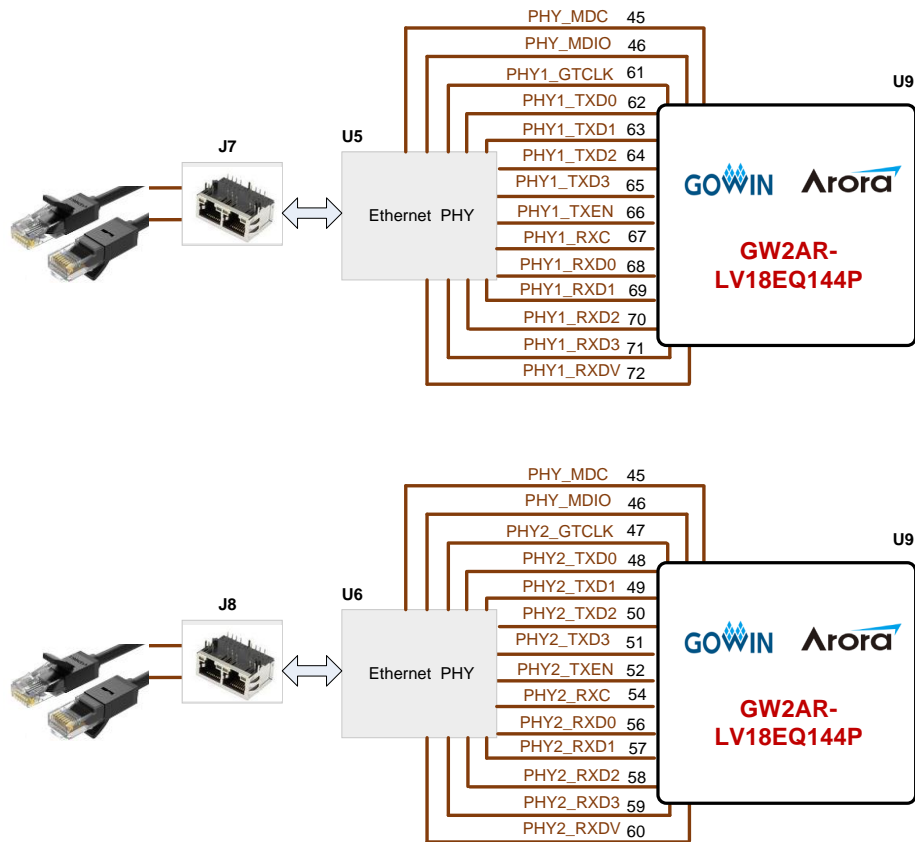 PHY_MDC 45
PHY_MDIO 46
PHY1_GTCLK 61
U9
PHY1_TXD0 62
PHY1_TXD1 63
U5
J7
PHY1_TXD2 64
PHY1_TXD3 65
GOWIN Arora
Ethernet PHY
PHY1_TXEN 66
PHY1_RXC 67
GW2AR-
LV18EQ144P
PHY1_RXD0 68
PHY1_RXD1 69
PHY1_RXD2 70
PHY1_RXD3 71
PHY1_RXDV 72
PHY_MDC 45
PHY_MDIO 46
PHY2_GTCLK 47
U9
PHY2_TXD0 48
PHY2_TXD1 49
U6
J8
PHY2_TXD2 50
PHY2_TXD3 51
GOWIN Arora
Ethernet PHY
PHY2_TXEN 52
PHY2_RXC 54
GW2AR-
LV18EQ144P
PHY2_RXD0 56
PHY2_RXD1 57
PHY2_RXD2 58
PHY2_RXD3 59
PHY2_RXDV 60